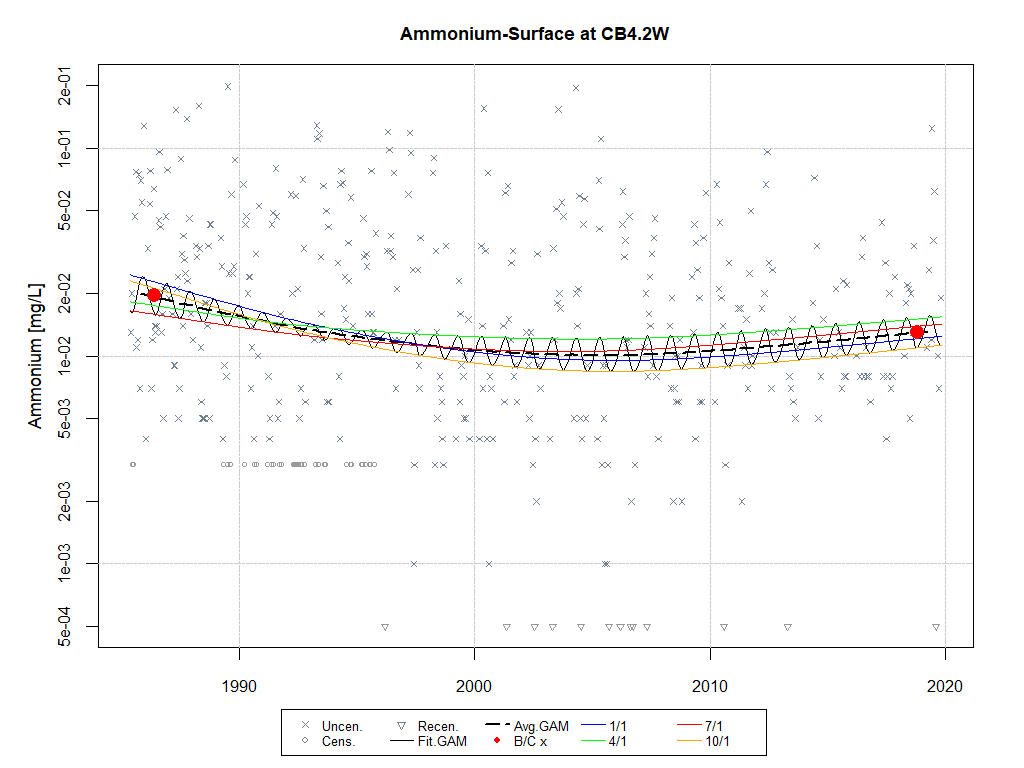 Ammonium-Surface at CB4.2W
Ammonium [mg/L]
2e-01
1e-01
5e-02
2e-02
1e-02
5e-03
2e-03
1e-03
5e-04
1990 2000 2010 2020
Uncen. Recen. Avg.GAM 1/1 7/1
Cens. Fit.GAM B/C x 4/1 10/1